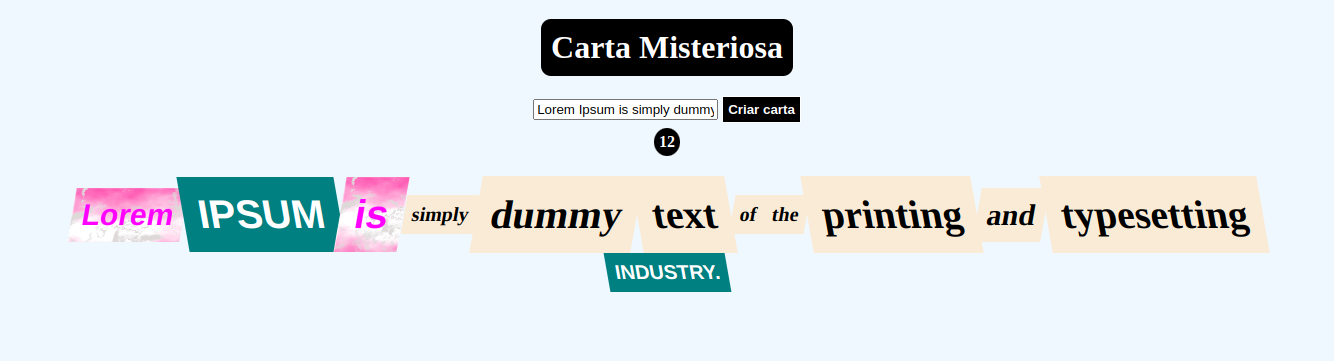 Carta Misteriosa
Lorem Ipsum is simply dummy Criar carta
12
Lorem IPSUM is simply dummy text of the printing and typesetting
INDUSTRY.